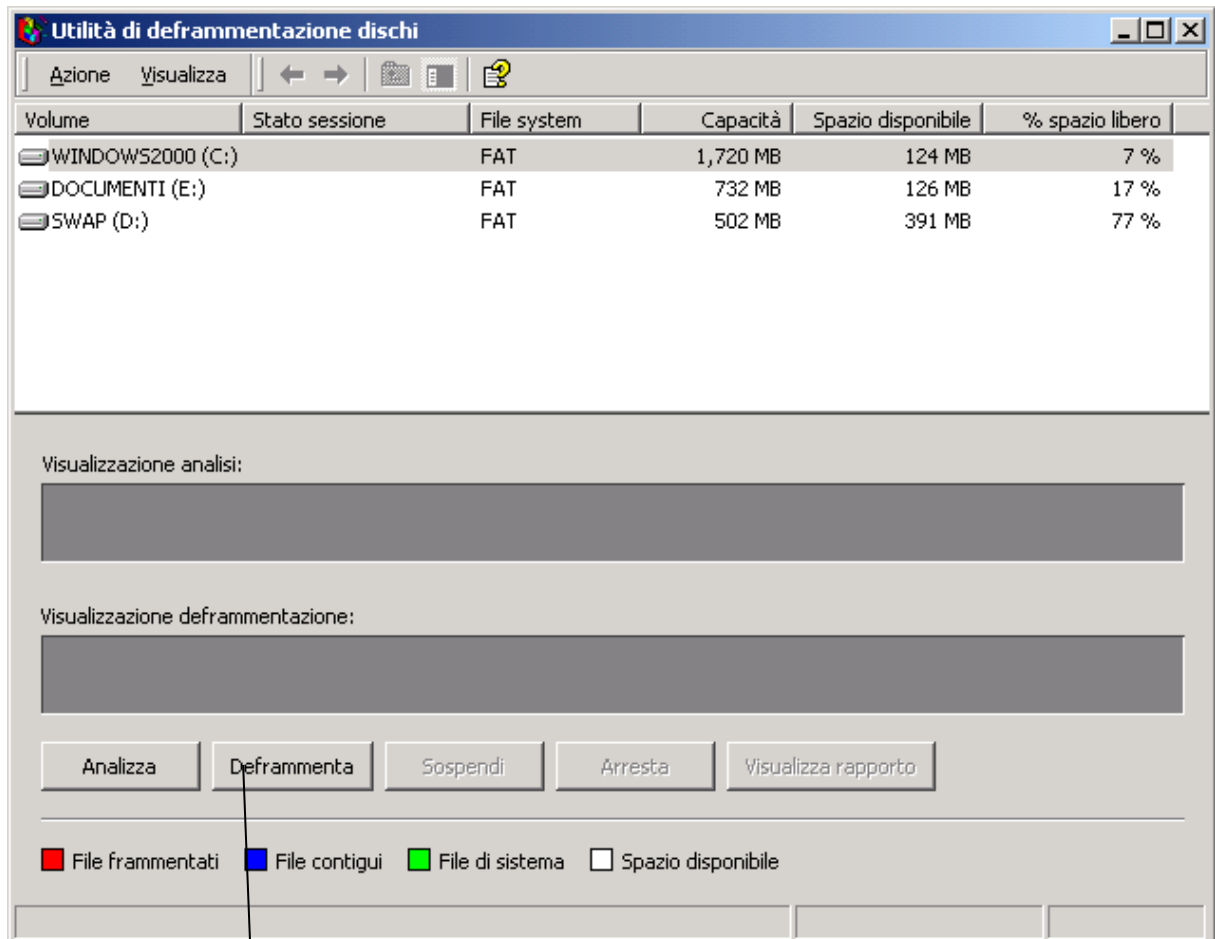 Utilità di deframmentazione dischi
Azione Visualizza
Volume Stato sessione File system Capacità Spazio disponibile % spazio libero
WINDOWS2000 (C:) FAT 1,720 MB 124 MB 7 %
DOCUMENTI (E:) FAT 732 MB 126 MB 17 %
SWAP (D:) FAT 502 MB 391 MB 77 %
Visualizzazione analisi:
Visualizzazione deframmentazione:
Analizza Deframmenta Sospendi Arresta Visualizza rapporto
File frammentati File contigui File di sistema Spazio disponibile